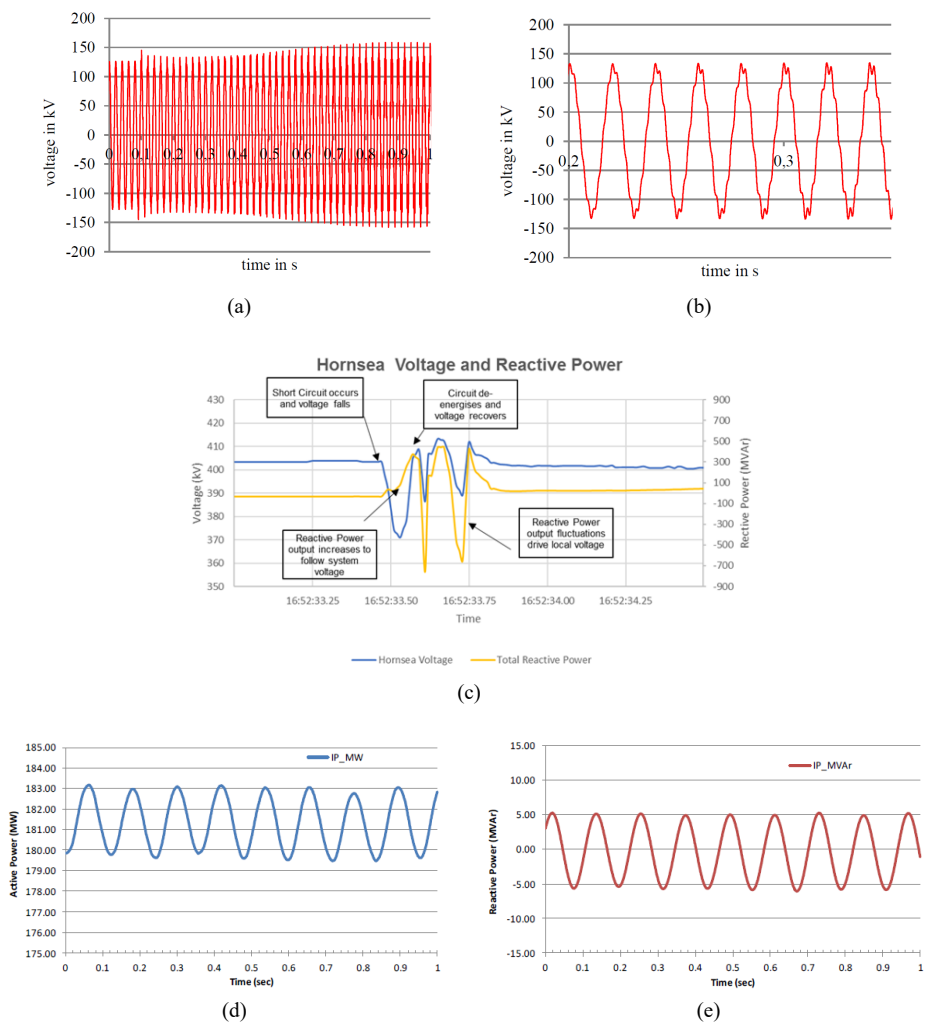 200
150
100
50
0
-50
-100
-150
-200
voltage in kV
0 0,1 0,2 0,3 0,4 0,5 0,6 0,7 0,8 0,9 1
time in s
(a)
200
150
100
50
0
-50
-100
-150
-200
voltage in kV
0,2 0,3
time in s
(b)
Hornsea Voltage and Reactive Power
Short Circuit occurs
and voltage falls
Circuit de-
energises and
voltage recovers
430
420
410
400
390
380
370
360
350
Voltage (kV)
900
700
500
300
100
-100
-300
-500
-700
-900
Rective Power (MVAr)
Reactive Power
output increases to
follow system
voltage
Reactive Power
output fluctuations
drive local voltage
16:52:33.25 16:52:33.50 16:52:33.75 16:52:34.00 16:52:34.25
Time
Hornsea Voltage Total Reactive Power
(c)
185.00
184.00
183.00
182.00
181.00
180.00
179.00
178.00
177.00
176.00
175.00
Active Power (MW)
IP_MW
0 0.1 0.2 0.3 0.4 0.5 0.6 0.7 0.8 0.9 1
Time (sec)
(d)
15.00
10.00
5.00
0.00
-5.00
-10.00
-15.00
Reactive Power (MVAr)
IP_MVAr
0 0.1 0.2 0.3 0.4 0.5 0.6 0.7 0.8 0.9 1
Time (sec)
(e)